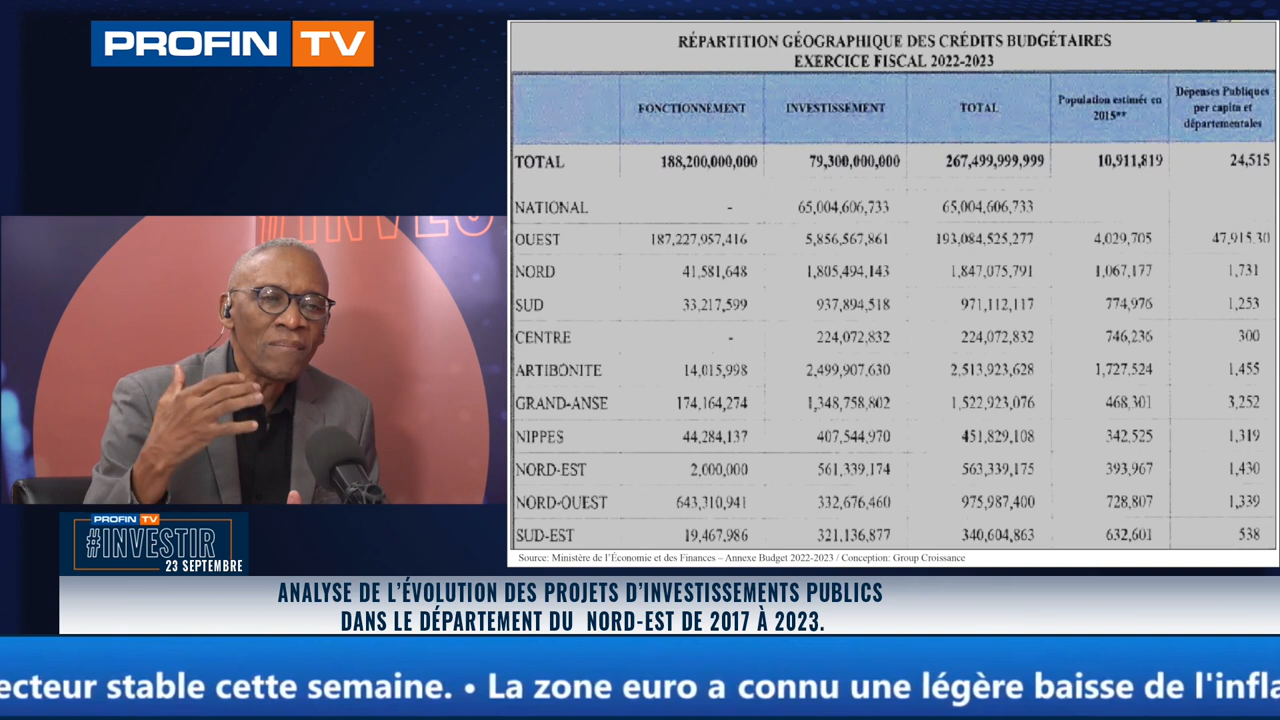 PROFIN TV
RÉPARTITION GÉOGRAPHIQUE DES CRÉDITS BUDGÉTAIRES
EXERCICE FISCAL 2022-2023
FONCTIONNEMENT INVESTISSEMENT TOTAL Population estimés en 2015** Dépenses Publiques per capita et départementales
TOTAL 188,200,000,000 79,300,000,000 267,499,999,999 10,911,819 24,515
NATIONAL - 65,004,606,733 65,004,606,733
OUEST 187,227,957,416 5,856,567,861 193,084,525,277 4,029,705 47,915.30
NORD 41,581,648 1,805,494,143 1,847,075,791 1,067,177 1,731
SUD 33,217,599 937,894,518 971,112,117 774,976 1,253
CENTRE - 224,072,832 224,072,832 746,236 300
ARTIBONITE 14,015,998 2,499,907,630 2,513,923,628 1,727,524 1,455
GRAND-ANSE 174,164,274 1,348,758,802 1,522,923,076 468,301 3,252
NIPPES 44,284,137 407,544,970 451,829,108 342,525 1,319
NORD-EST 2,000,000 561,339,174 563,339,175 393,967 1,430
NORD-OUEST 643,310,941 332,676,460 975,987,400 728,807 1,339
SUD-EST 19,467,986 321,136,877 340,604,863 632,601 538
Source: Ministère de l'Économie et des Finances – Annexe Budget 2022-2023 / Conception: Group Croissance
PROFIN TV
#INVESTIR
23 SEPTEMBRE
ANALYSE DE L'ÉVOLUTION DES PROJETS D'INVESTISSEMENTS PUBLICS
DANS LE DÉPARTEMENT DU NORD-EST DE 2017 À 2023.
ecteur stable cette semaine. • La zone euro a connu une légère baisse de l'infla